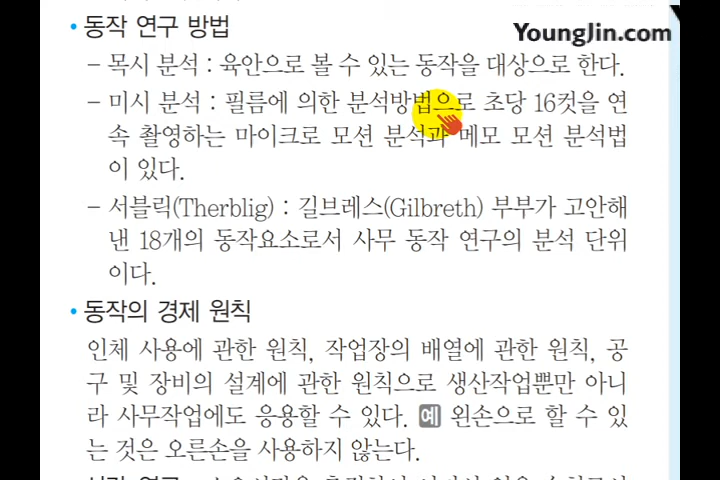 YoungJin.com
• 동작 연구 방법
– 목시 분석 : 육안으로 볼 수 있는 동작을 대상으로 한다.
– 미시 분석 : 필름에 의한 분석방법으로 초당 16컷을 연
속 촬영하는 마이크로 모션 분석과 메모 모션 분석법
이 있다.
– 서블릭(Therblig) : 길브레스(Gilbreth) 부부가 고안해
낸 18개의 동작요소로서 사무 동작 연구의 분석 단위
이다.
• 동작의 경제 원칙
인체 사용에 관한 원칙, 작업장의 배열에 관한 원칙, 공
구 및 장비의 설계에 관한 원칙으로 생산작업뿐만 아니
라 사무작업에도 응용할 수 있다. 예 왼손으로 할 수 있
는 것은 오른손을 사용하지 않는다.